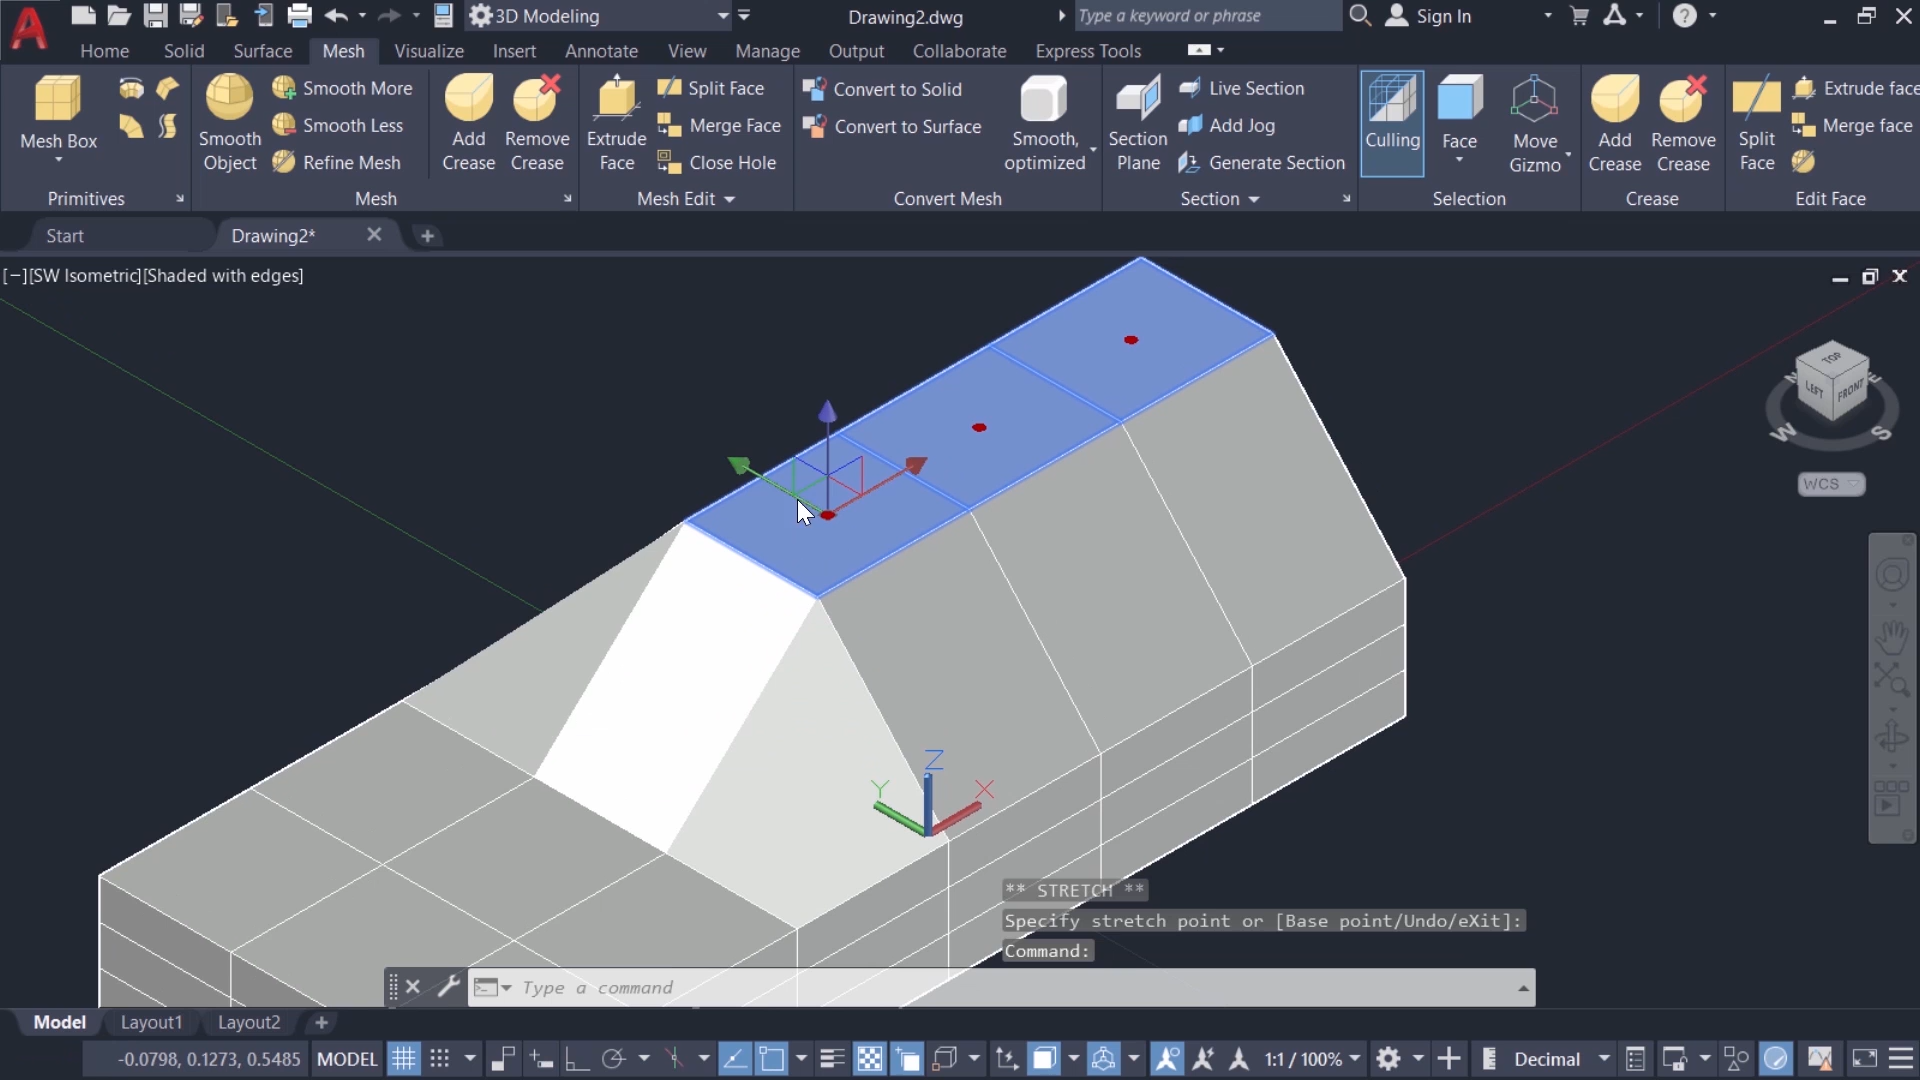 3D Modeling
Drawing2.dwg
Type a keyword or phrase
Sign In
Home Solid Surface Mesh Visualize Insert Annotate View Manage Output Collaborate Express Tools
Mesh Box
Smooth Object
Smooth More
Smooth Less
Refine Mesh
Add Crease
Remove Crease
Extrude Face
Split Face
Merge Face
Close Hole
Convert to Solid
Convert to Surface
Smooth, optimized
Section Plane
Live Section
Add Jog
Generate Section
Culling
Face
Move Gizmo
Add Crease
Remove Crease
Split Face
Extrude face
Merge face
Primitives Mesh Mesh Edit Convert Mesh Section Selection Crease Edit Face
Start Drawing2*
[−][SW Isometric][Shaded with edges]
TOP
LEFT FRONT
W S
WCS
Z
Y X
** STRETCH **
Specify stretch point or [Base point/Undo/eXit]:
Command:
Type a command
Model Layout1 Layout2
-0.0798, 0.1273, 0.5485 MODEL 1:1 / 100% Decimal